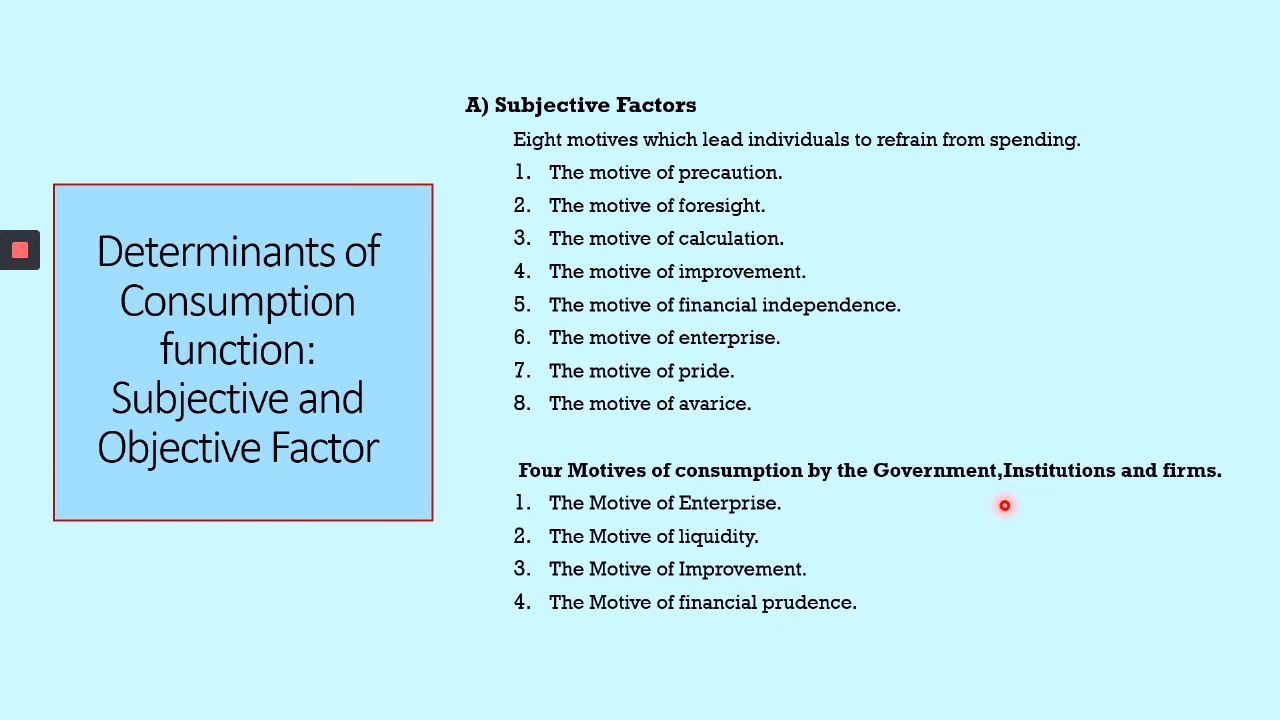 Determinants of
Consumption
function:
Subjective and
Objective Factor
A) Subjective Factors
Eight motives which lead individuals to refrain from spending.
1. The motive of precaution.
2. The motive of foresight.
3. The motive of calculation.
4. The motive of improvement.
5. The motive of financial independence.
6. The motive of enterprise.
7. The motive of pride.
8. The motive of avarice.
Four Motives of consumption by the Government,Institutions and firms.
1. The Motive of Enterprise.
2. The Motive of liquidity.
3. The Motive of Improvement.
4. The Motive of financial prudence.